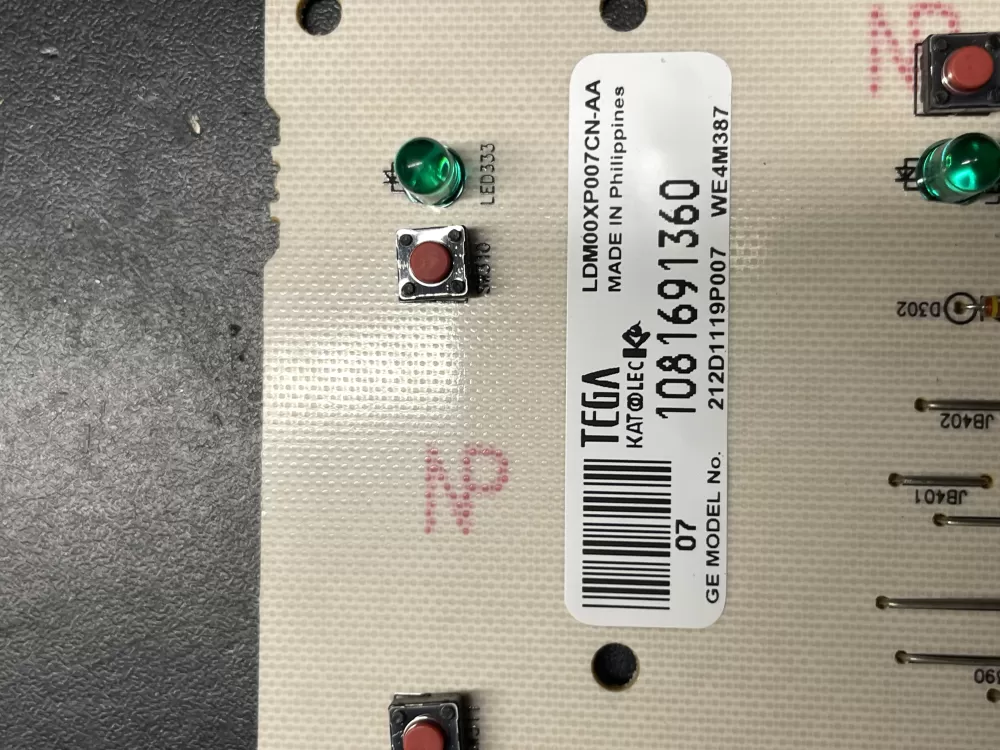 LDM00XP007CN-AA
MADE IN Philippines
TEGA
KATOLEC
1081691360
07
GE MODEL No. 212D1119P007 WE4M387
LED333
NP
NP
D302
JB402
JB401